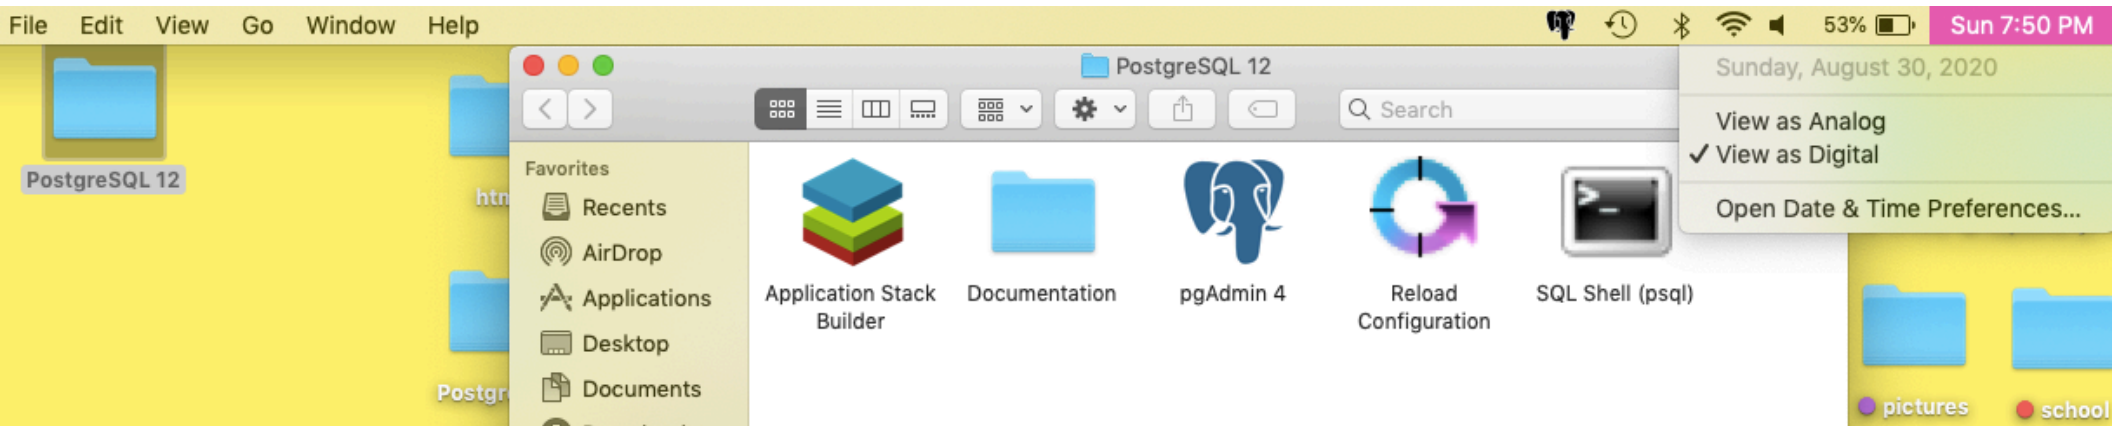 File Edit View Go Window Help 53% Sun 7:50 PM
PostgreSQL 12
Sunday, August 30, 2020
Search
View as Analog
✓ View as Digital
Open Date & Time Preferences...
PostgreSQL 12
Favorites
Recents
AirDrop
Applications
Desktop
Documents
Application Stack
Builder
Documentation
pgAdmin 4
Reload
Configuration
SQL Shell (psql)
>_
pictures
school